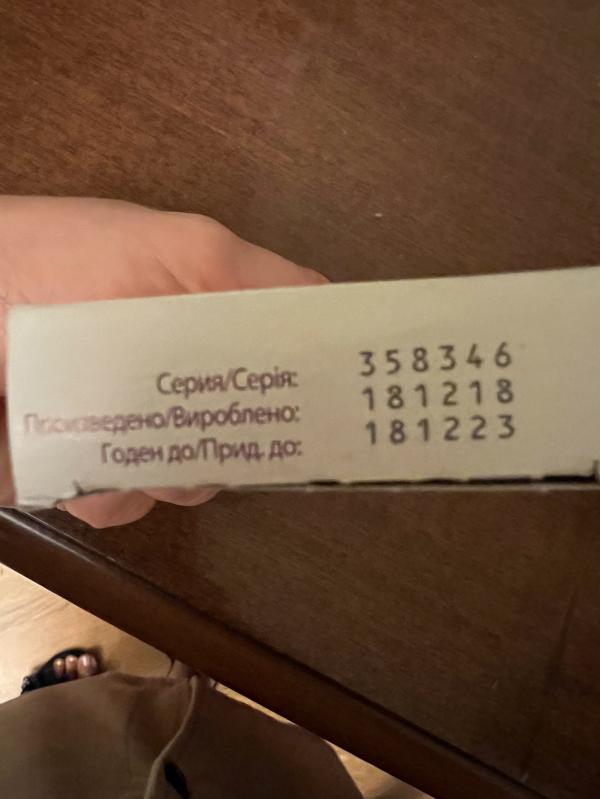 Серия/Серія: 358346
Произведено/Вироблено: 181218
Годен до/Прид. до: 181223